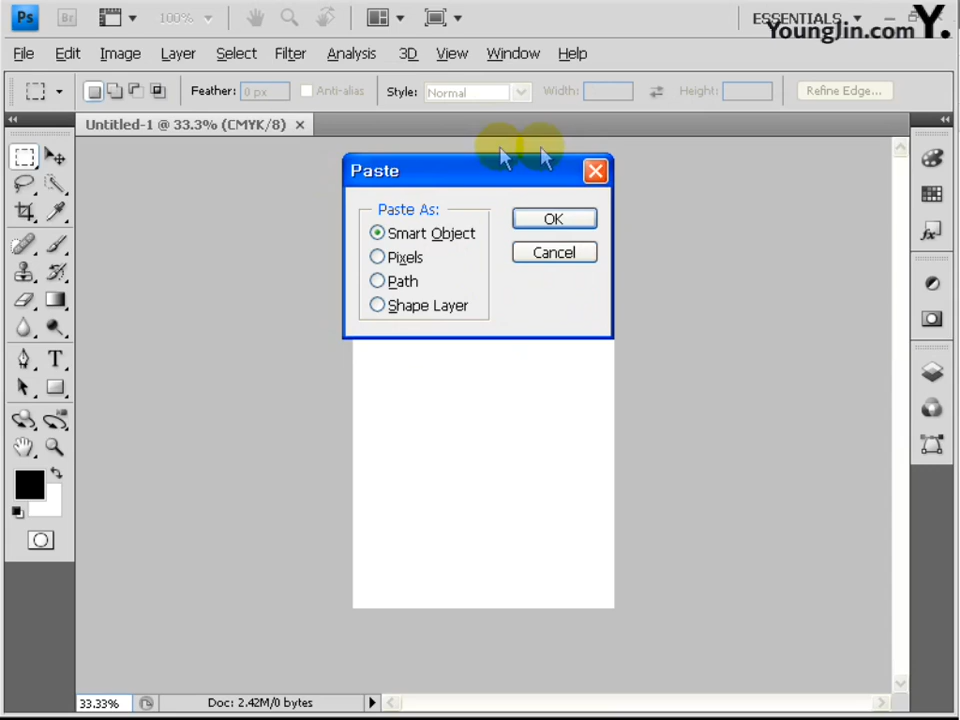 Ps Br 100% ESSENTIALS
YoungJin.com Y.
File Edit Image Layer Select Filter Analysis 3D View Window Help
Feather: 0 px Anti-alias Style: Normal Width: Height: Refine Edge...
Untitled-1 @ 33.3% (CMYK/8) ×
Paste
Paste As:
Smart Object
Pixels
Path
Shape Layer
OK
Cancel
T
33.33% Doc: 2.42M/0 bytes